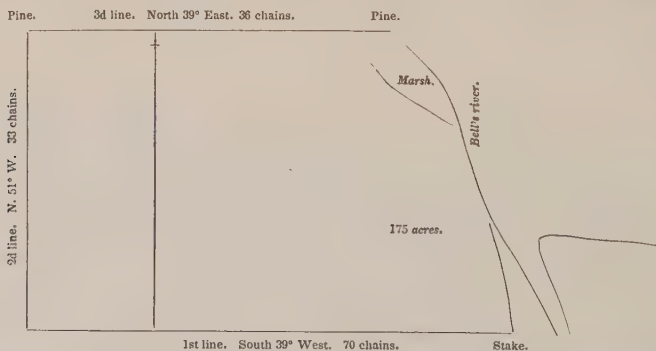 Pine. 3d line. North 39° East. 36 chains. Pine.
Marsh.
Bell's river.
2d line. N. 51° W. 33 chains.
175 acres.
1st line. South 39° West. 70 chains. Stake.